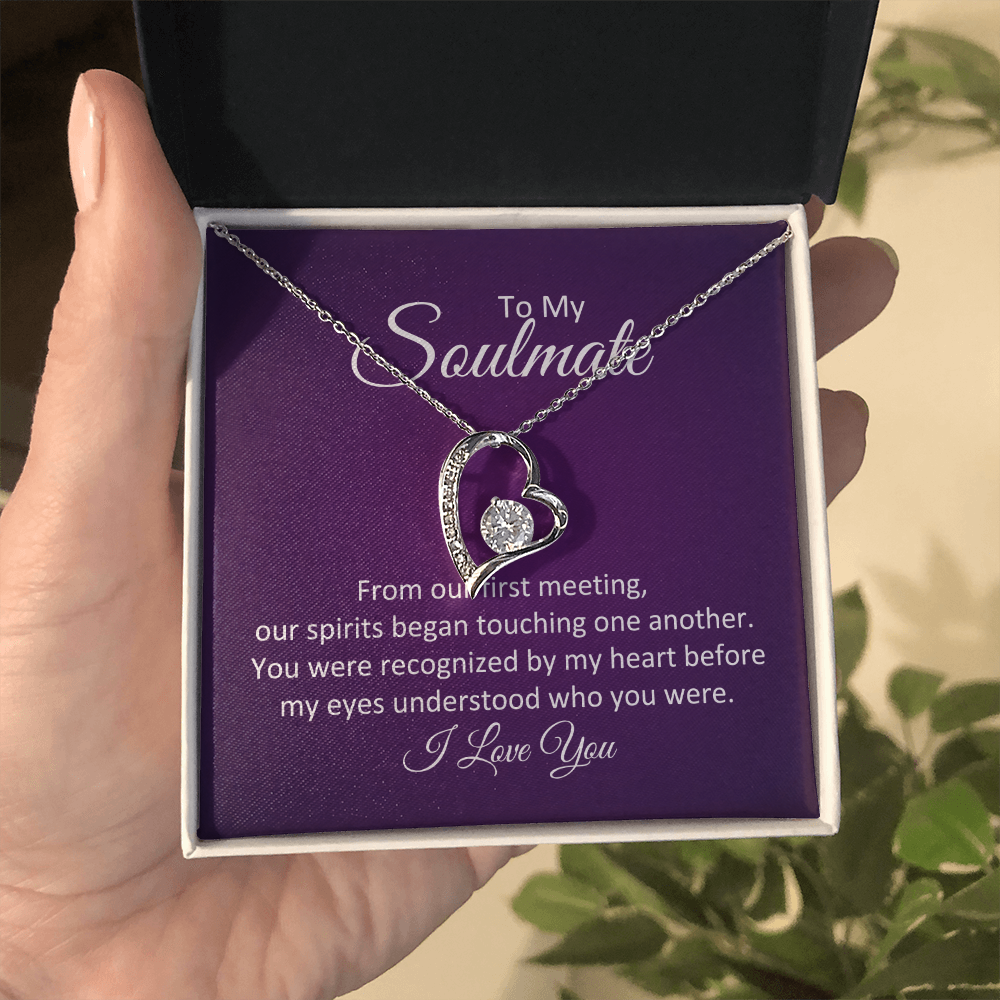 To My
Soulmate
From our first meeting,
our spirits began touching one another.
You were recognized by my heart before
my eyes understood who you were.
I Love You